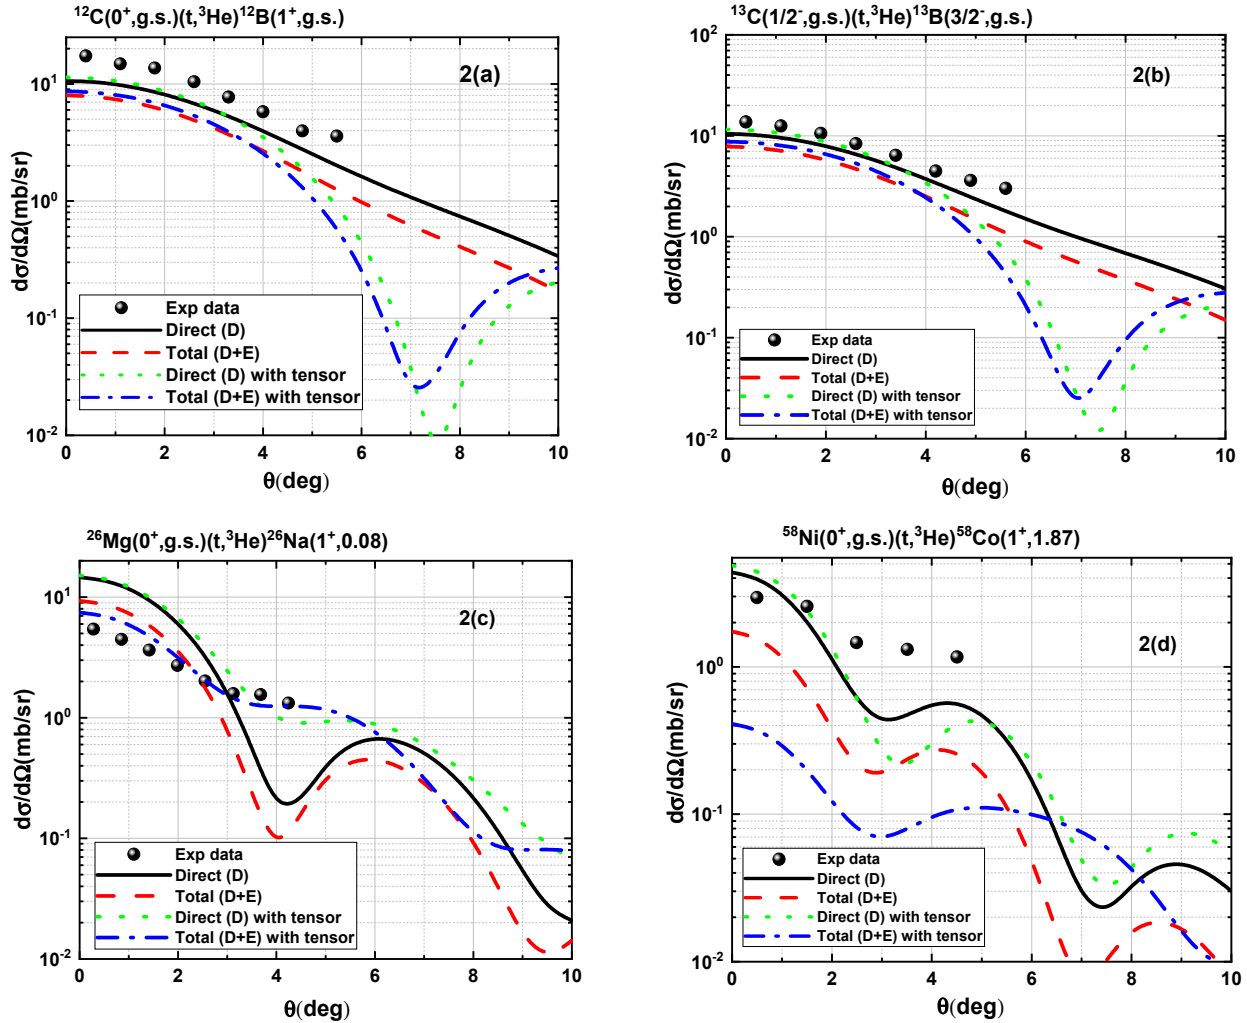 ¹²C(0⁺,g.s.)(t,³He)¹²B(1⁺,g.s.)
2(a)
dσ/dΩ(mb/sr)
10¹
10⁰
10⁻¹
10⁻²
Exp data
Direct (D)
Total (D+E)
Direct (D) with tensor
Total (D+E) with tensor
0 2 4 6 8 10
θ(deg)
¹³C(1/2⁻,g.s.)(t,³He)¹³B(3/2⁻,g.s.)
2(b)
dσ/dΩ(mb/sr)
10²
10¹
10⁰
10⁻¹
10⁻²
Exp data
Direct (D)
Total (D+E)
Direct (D) with tensor
Total (D+E) with tensor
0 2 4 6 8 10
θ(deg)
²⁶Mg(0⁺,g.s.)(t,³He)²⁶Na(1⁺,0.08)
2(c)
dσ/dΩ(mb/sr)
10¹
10⁰
10⁻¹
10⁻²
Exp data
Direct (D)
Total (D+E)
Direct (D) with tensor
Total (D+E) with tensor
0 2 4 6 8 10
θ(deg)
⁵⁸Ni(0⁺,g.s.)(t,³He)⁵⁸Co(1⁺,1.87)
2(d)
dσ/dΩ(mb/sr)
10⁰
10⁻¹
10⁻²
Exp data
Direct (D)
Total (D+E)
Direct (D) with tensor
Total (D+E) with tensor
0 2 4 6 8 10
θ(deg)